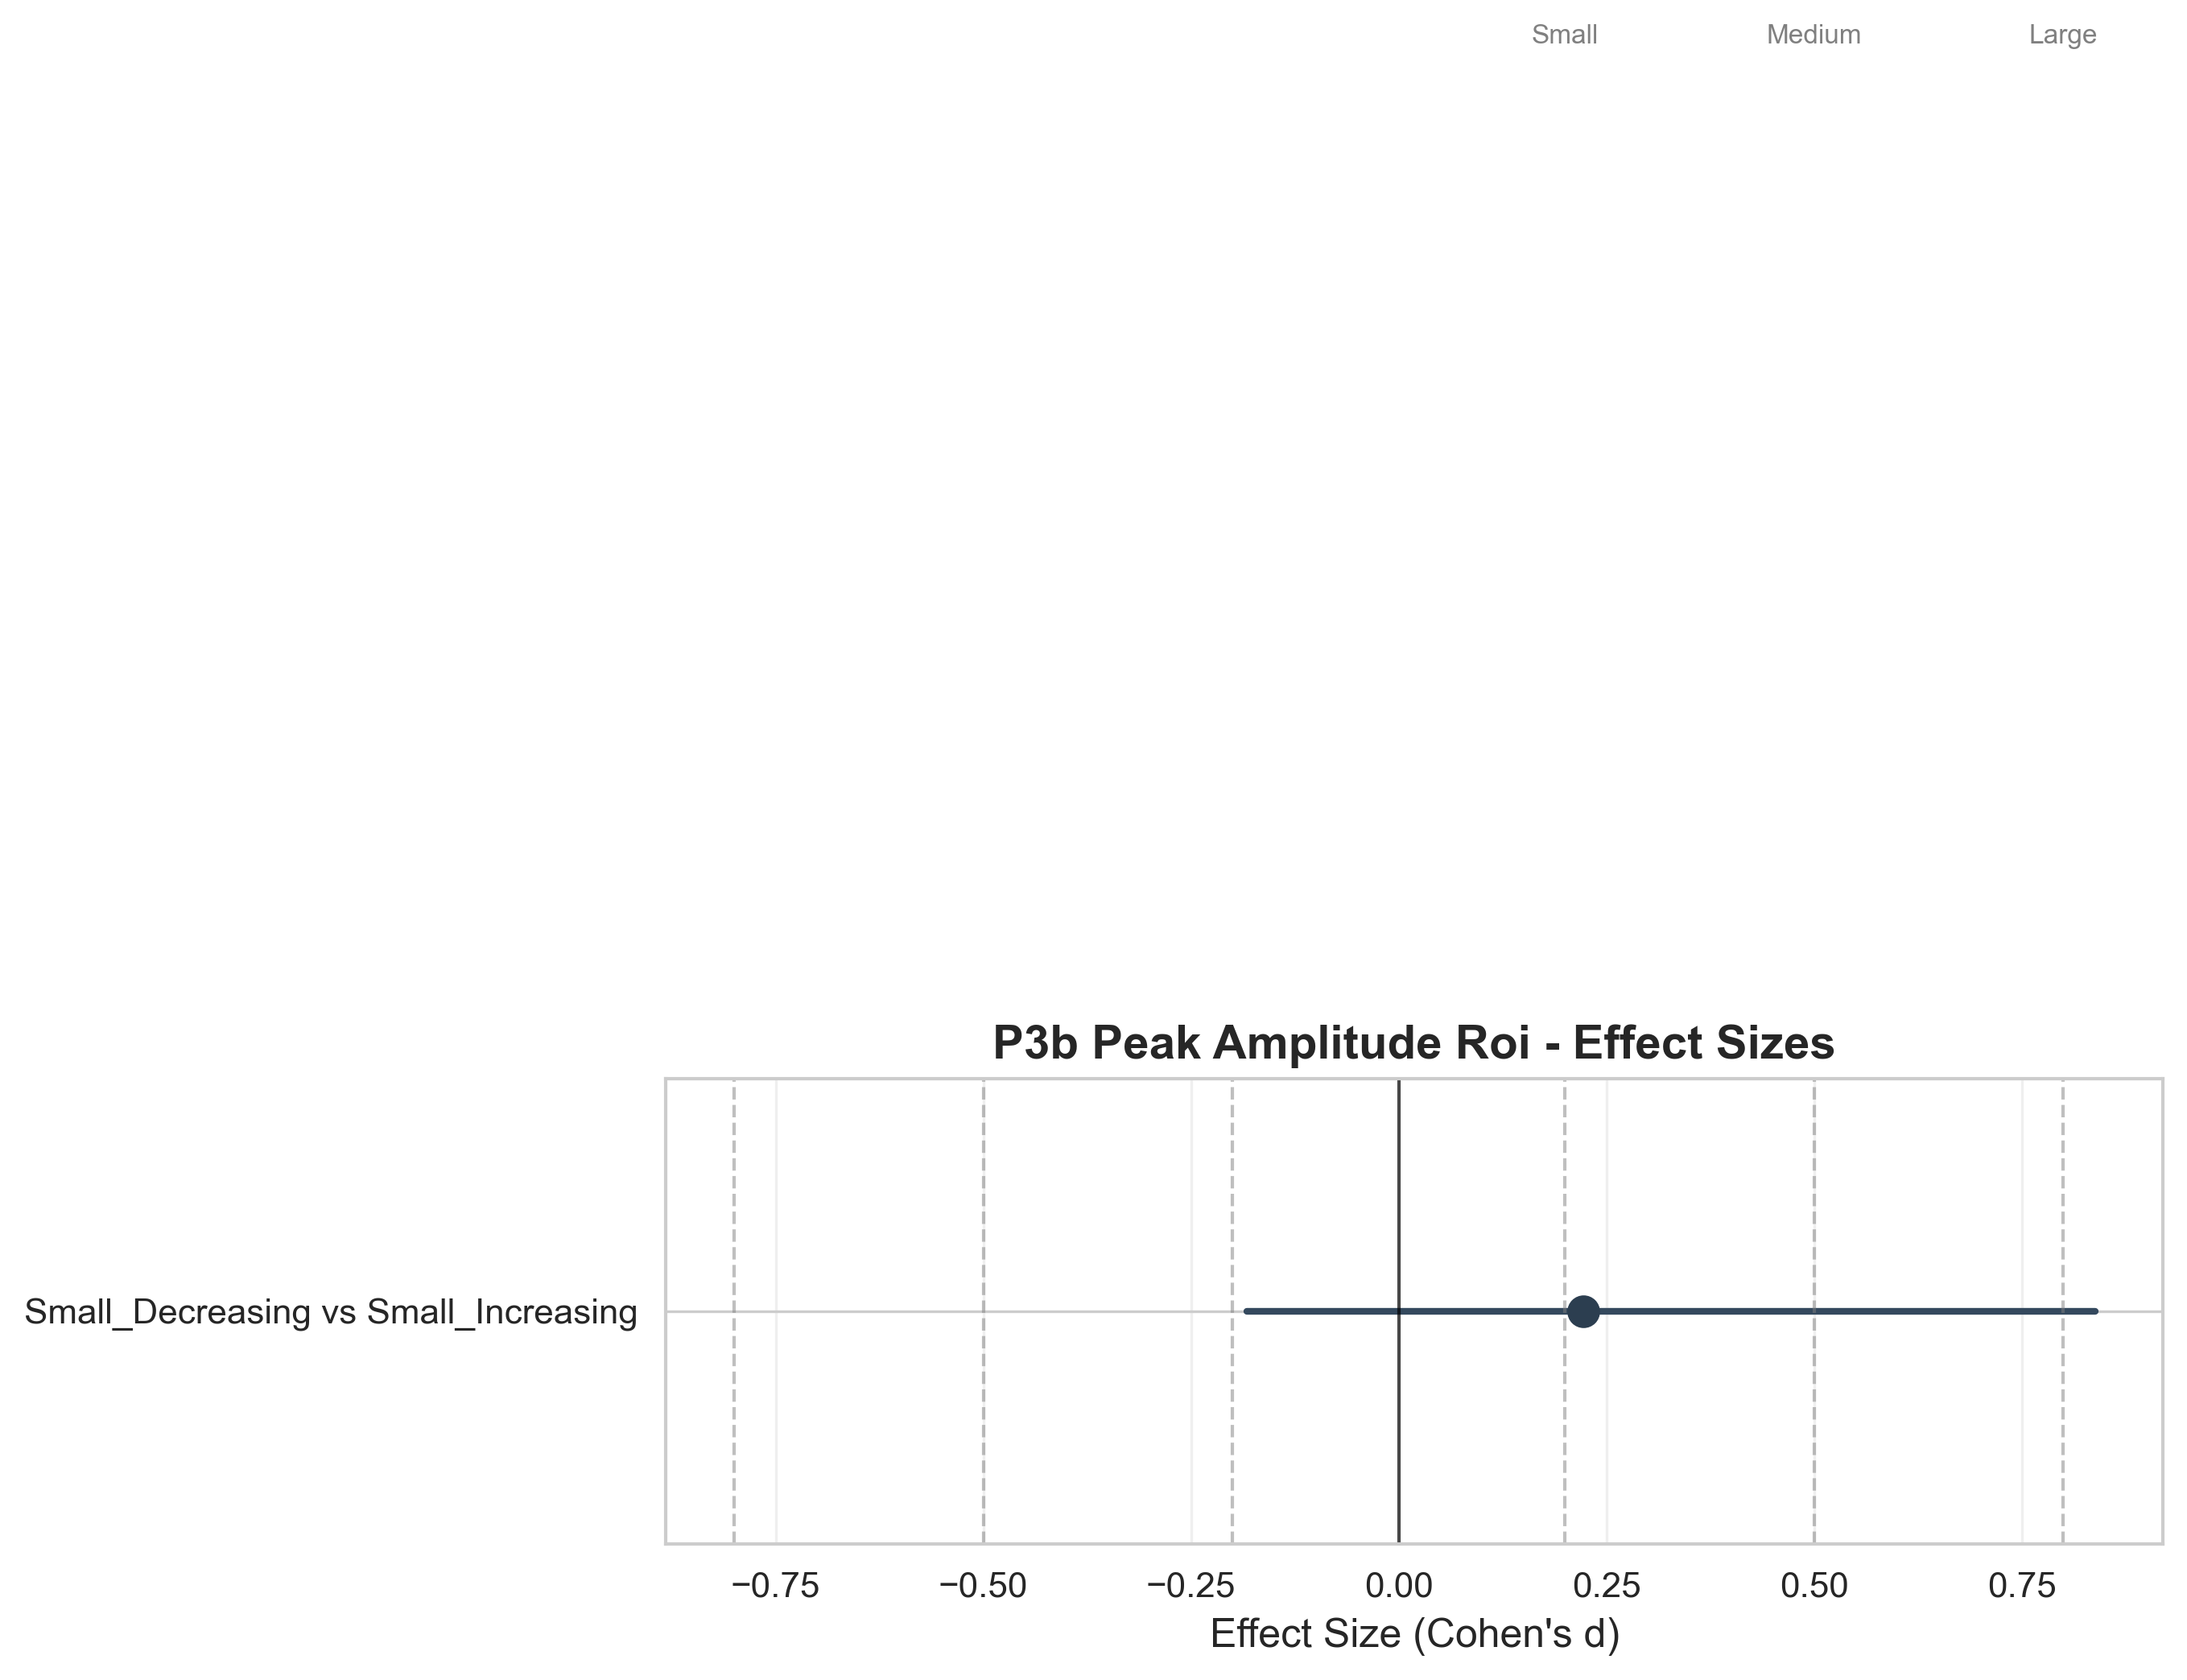 Small Medium Large
P3b Peak Amplitude Roi - Effect Sizes
Small_Decreasing vs Small_Increasing
−0.75 −0.50 −0.25 0.00 0.25 0.50 0.75
Effect Size (Cohen's d)